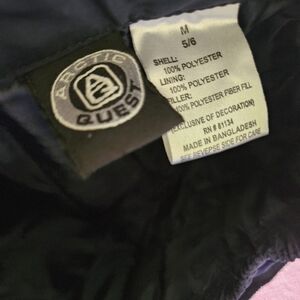 ARCTIC
QUEST
M
5/6
SHELL:
100% POLYESTER
LINING:
100% POLYESTER
FILLER:
100% POLYESTER FIBER FILL
(EXCLUSIVE OF DECORATION)
RN # 81134
MADE IN BANGLADESH
SEE REVERSE SIDE FOR CARE